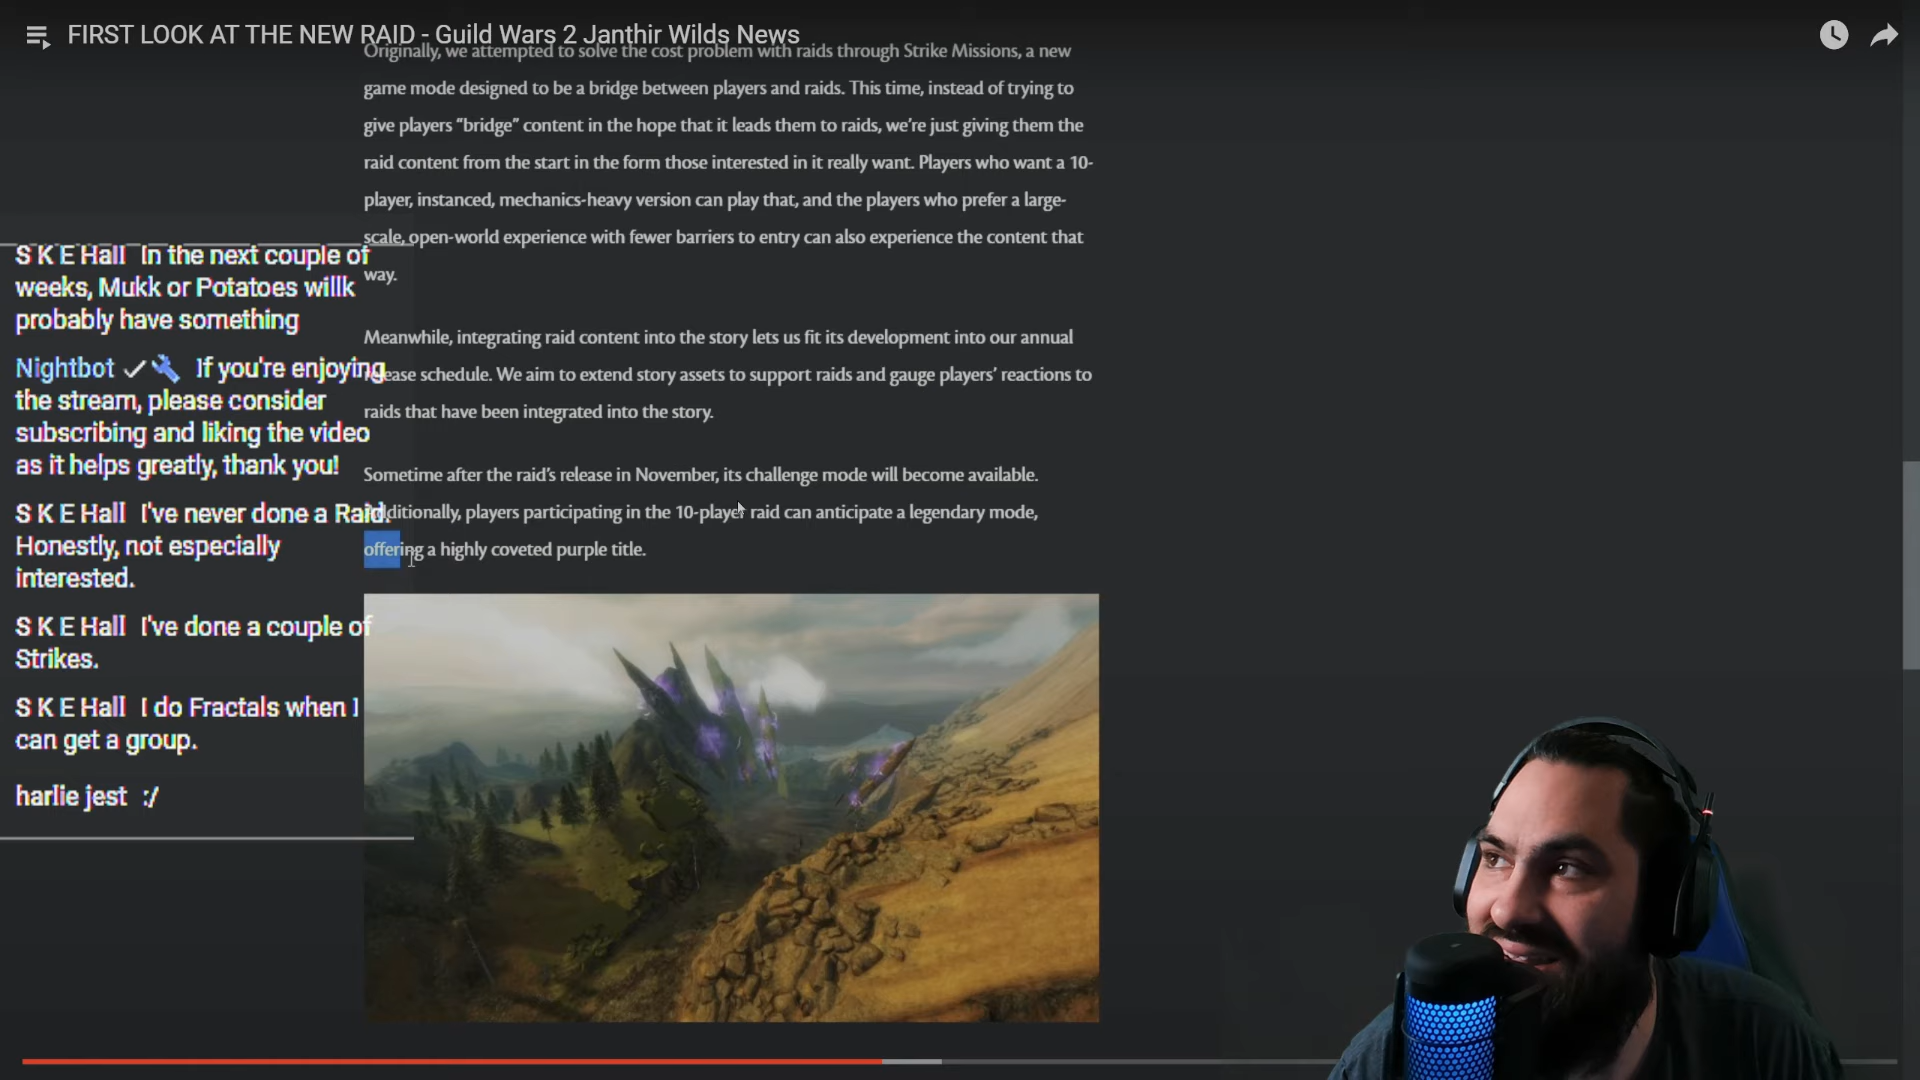 FIRST LOOK AT THE NEW RAID - Guild Wars 2 Janthir Wilds News
Originally, we attempted to solve the cost problem with raids through Strike Missions, a new
game mode designed to be a bridge between players and raids. This time, instead of trying to
give players “bridge” content in the hope that it leads them to raids, we’re just giving them the
raid content from the start in the form those interested in it really want. Players who want a 10-
player, instanced, mechanics-heavy version can play that, and the players who prefer a large-
scale, open-world experience with fewer barriers to entry can also experience the content that
way.
Meanwhile, integrating raid content into the story lets us fit its development into our annual
ease schedule. We aim to extend story assets to support raids and gauge players’ reactions to
raids that have been integrated into the story.
Sometime after the raid’s release in November, its challenge mode will become available.
ditionally, players participating in the 10-player raid can anticipate a legendary mode,
offering a highly coveted purple title.
S K E Hall In the next couple of
weeks, Mukk or Potatoes willk
probably have something
Nightbot If you're enjoying
the stream, please consider
subscribing and liking the video
as it helps greatly, thank you!
S K E Hall I've never done a Raid.
Honestly, not especially
interested.
S K E Hall I've done a couple of
Strikes.
S K E Hall I do Fractals when I
can get a group.
harlie jest :/